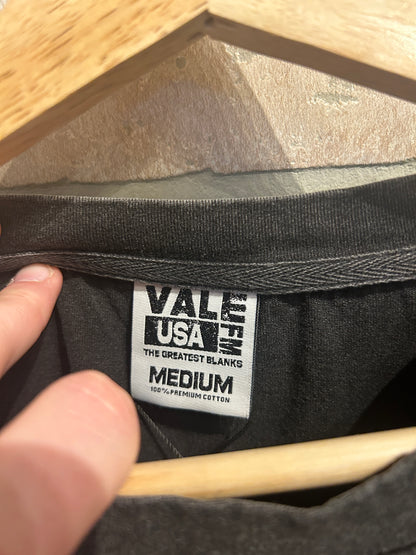 VALE
FM
USA
THE GREATEST BLANKS
MEDIUM
100% PREMIUM COTTON